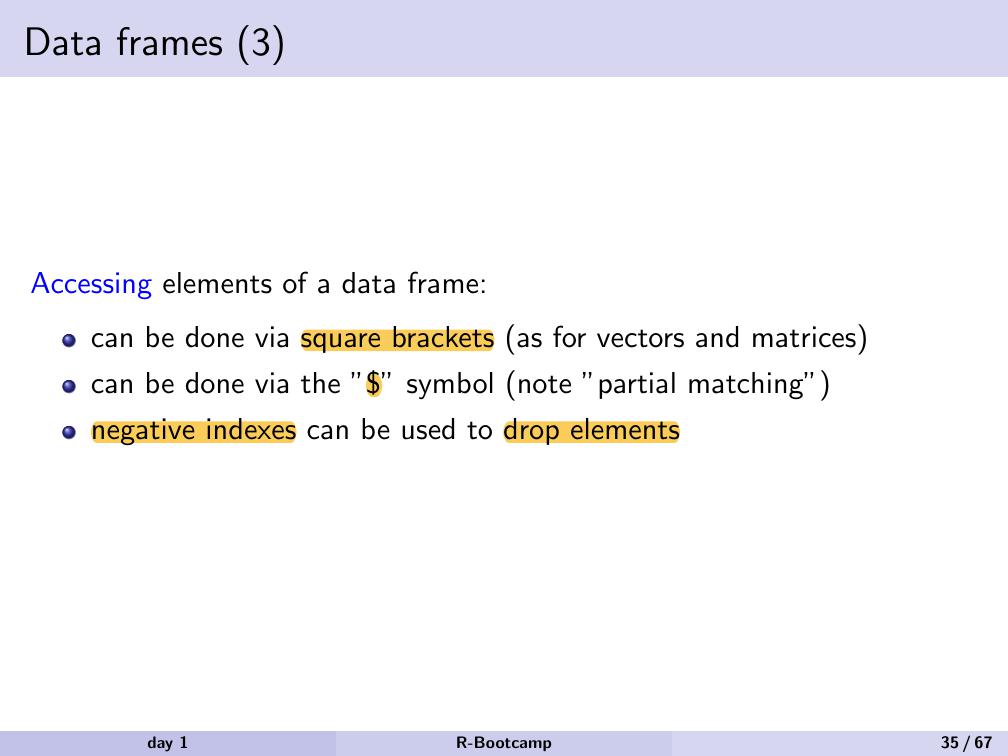 Data frames (3)
Accessing elements of a data frame:
can be done via square brackets (as for vectors and matrices)
can be done via the ”$” symbol (note ”partial matching”)
negative indexes can be used to drop elements
day 1 R-Bootcamp 35 / 67